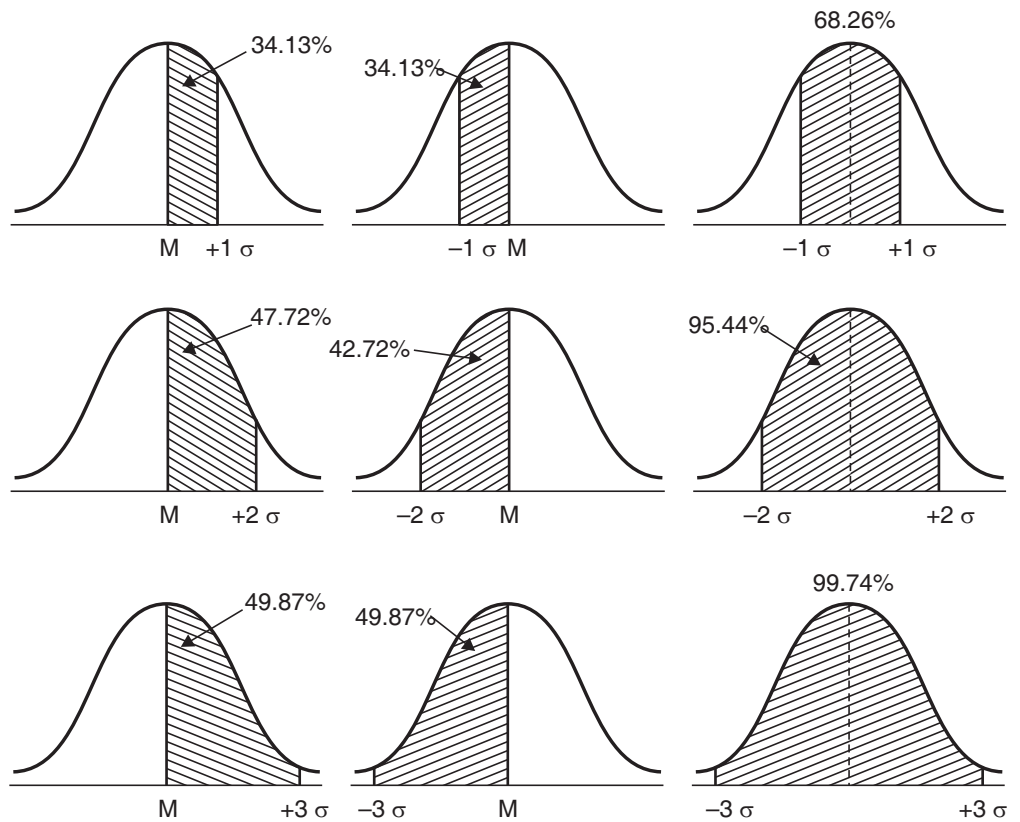 34.13%
34.13%
68.26%
M +1 σ
–1 σ M
–1 σ +1 σ
47.72%
42.72%
95.44%
M +2 σ
–2 σ M
–2 σ +2 σ
49.87%
49.87%
99.74%
M +3 σ
–3 σ M
–3 σ +3 σ